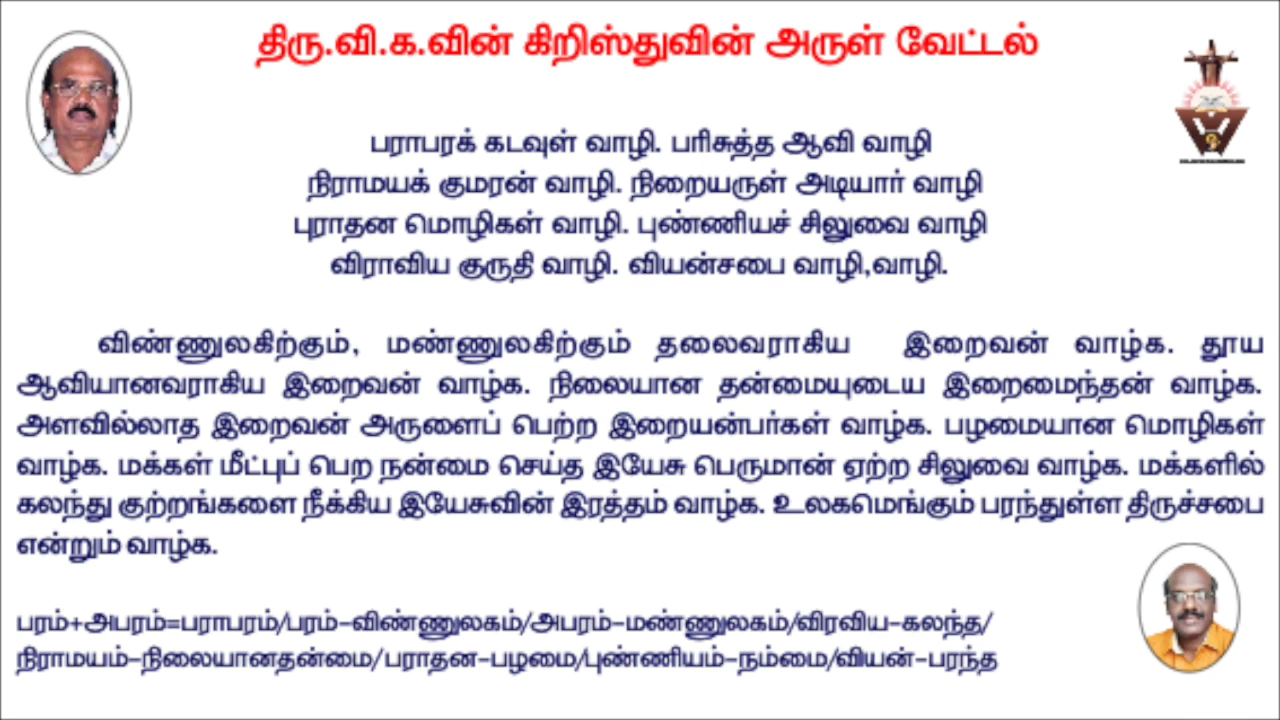 திரு.வி.க.வின் கிறிஸ்துவின் அருள் வேட்டல்
பராபரக் கடவுள் வாழி. பரிசுத்த ஆவி வாழி
நிராமயக் குமரன் வாழி. நிறையருள் அடியார் வாழி
புராதன மொழிகள் வாழி. புண்ணியச் சிலுவை வாழி
விராவிய குருதி வாழி. வியன்சபை வாழி,வாழி.
விண்ணுலகிற்கும், மண்ணுலகிற்கும் தலைவராகிய இறைவன் வாழ்க. தூய
ஆவியானவராகிய இறைவன் வாழ்க. நிலையான தன்மையுடைய இறைமைந்தன் வாழ்க.
அளவில்லாத இறைவன் அருளைப் பெற்ற இறையன்பர்கள் வாழ்க. பழமையான மொழிகள்
வாழ்க. மக்கள் மீட்புப் பெற நன்மை செய்த இயேசு பெருமான் ஏற்ற சிலுவை வாழ்க. மக்களில்
கலந்து குற்றங்களை நீக்கிய இயேசுவின் இரத்தம் வாழ்க. உலகமெங்கும் பரந்துள்ள திருச்சபை
என்றும் வாழ்க.
பரம்+அபரம்=பராபரம்/பரம்-விண்ணுலகம்/அபரம்-மண்ணுலகம்/விரவிய-கலந்த/
நிராமயம்-நிலையானதன்மை/பராதன-பழமை/புண்ணியம்-நம்மை/வியன்-பரந்த